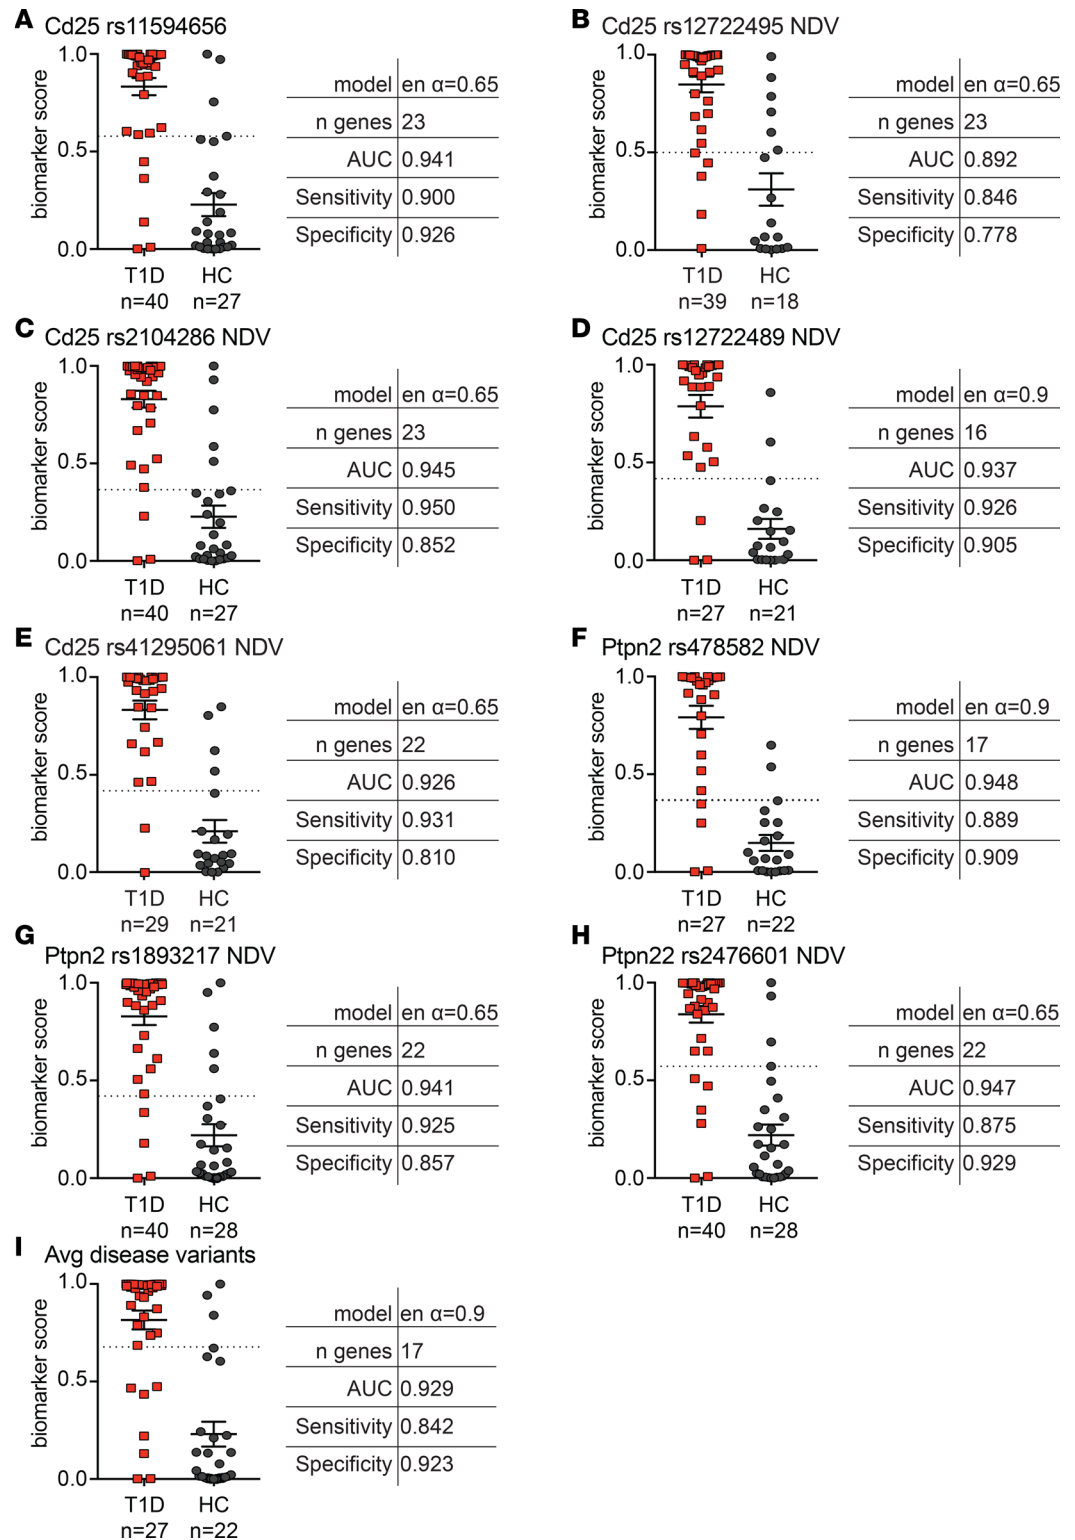 A Cd25 rs11594656
1.0
0.5
0.0
biomarker score
T1D HC
n=40 n=27
model en α=0.65
n genes 23
AUC 0.941
Sensitivity 0.900
Specificity 0.926
B Cd25 rs12722495 NDV
1.0
0.5
0.0
biomarker score
T1D HC
n=39 n=18
model en α=0.65
n genes 23
AUC 0.892
Sensitivity 0.846
Specificity 0.778
C Cd25 rs2104286 NDV
1.0
0.5
0.0
biomarker score
T1D HC
n=40 n=27
model en α=0.65
n genes 23
AUC 0.945
Sensitivity 0.950
Specificity 0.852
D Cd25 rs12722489 NDV
1.0
0.5
0.0
biomarker score
T1D HC
n=27 n=21
model en α=0.9
n genes 16
AUC 0.937
Sensitivity 0.926
Specificity 0.905
E Cd25 rs41295061 NDV
1.0
0.5
0.0
biomarker score
T1D HC
n=29 n=21
model en α=0.65
n genes 22
AUC 0.926
Sensitivity 0.931
Specificity 0.810
F Ptpn2 rs478582 NDV
1.0
0.5
0.0
biomarker score
T1D HC
n=27 n=22
model en α=0.9
n genes 17
AUC 0.948
Sensitivity 0.889
Specificity 0.909
G Ptpn2 rs1893217 NDV
1.0
0.5
0.0
biomarker score
T1D HC
n=40 n=28
model en α=0.65
n genes 22
AUC 0.941
Sensitivity 0.925
Specificity 0.857
H Ptpn22 rs2476601 NDV
1.0
0.5
0.0
biomarker score
T1D HC
n=40 n=28
model en α=0.65
n genes 22
AUC 0.947
Sensitivity 0.875
Specificity 0.929
I Avg disease variants
1.0
0.5
0.0
biomarker score
T1D HC
n=27 n=22
model en α=0.9
n genes 17
AUC 0.929
Sensitivity 0.842
Specificity 0.923